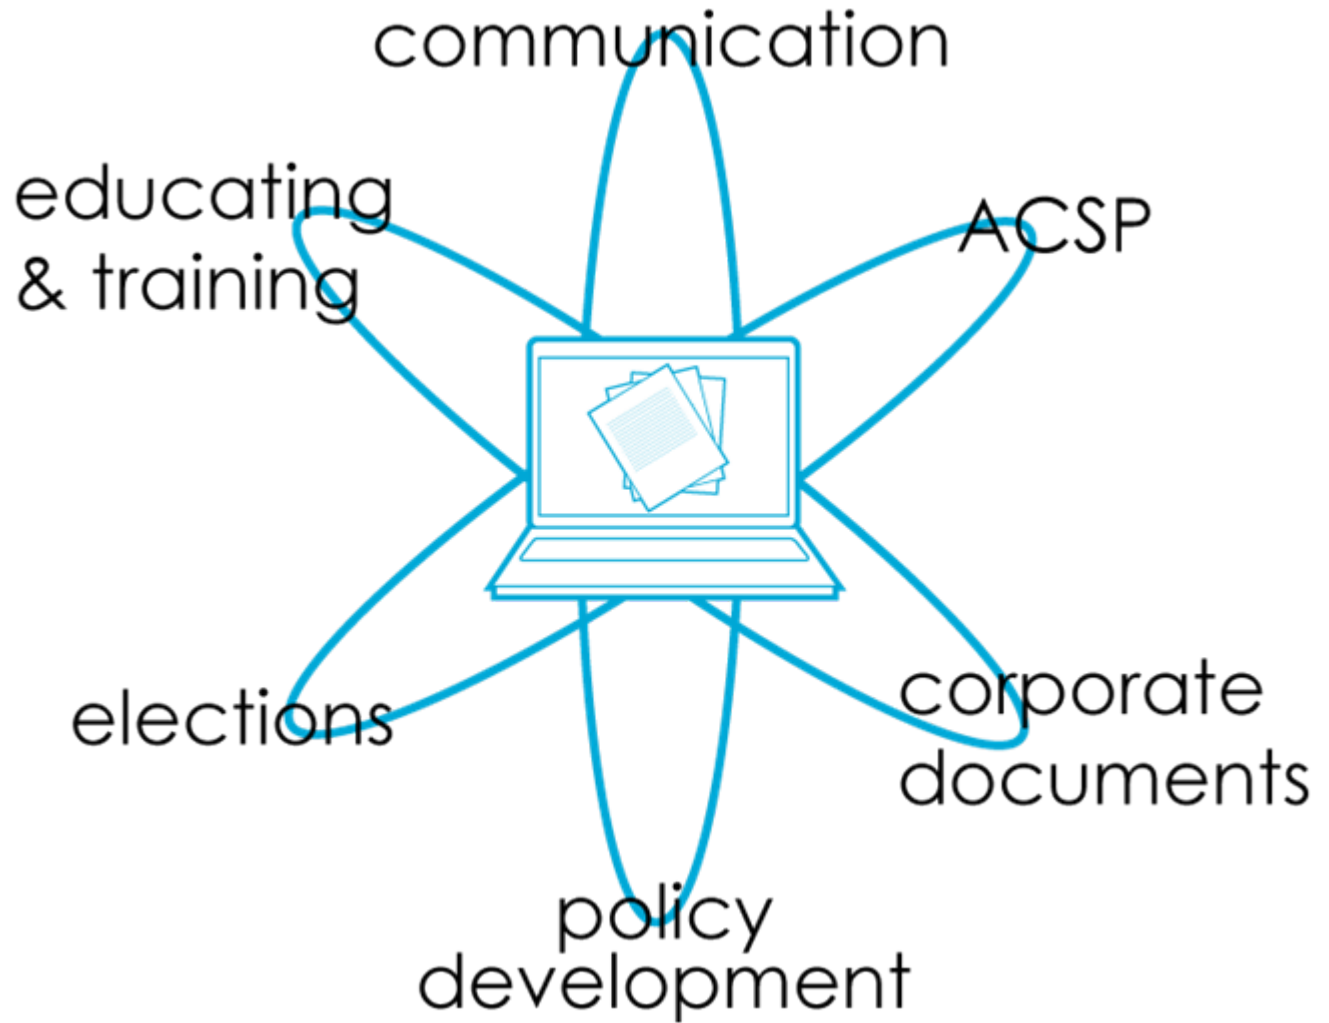 communication
educating
& training
ACSP
elections
corporate
documents
policy
development